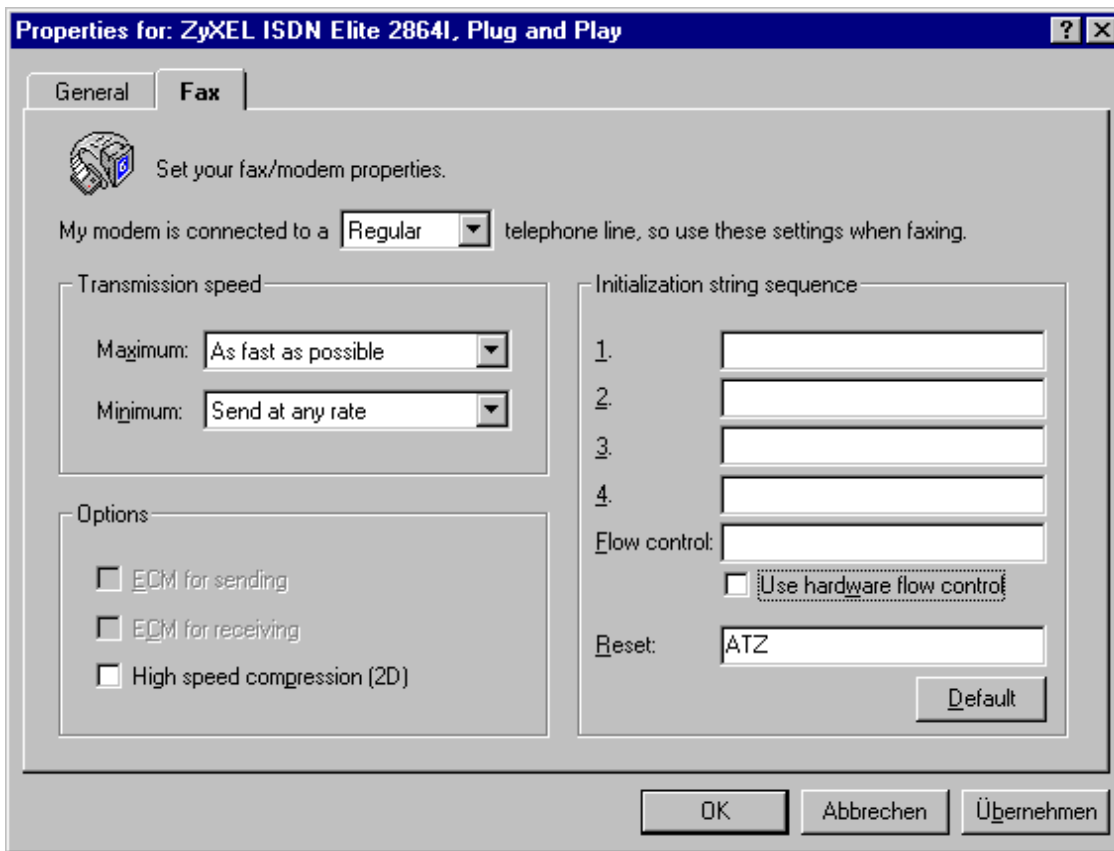 Properties for: ZyXEL ISDN Elite 2864I, Plug and Play
General Fax
Set your fax/modem properties.
My modem is connected to a Regular telephone line, so use these settings when faxing.
Transmission speed
Maximum: As fast as possible
Minimum: Send at any rate
Options
ECM for sending
ECM for receiving
High speed compression (2D)
Initialization string sequence
1.
2.
3.
4.
Flow control:
Use hardware flow control
Reset: ATZ
Default
OK Abbrechen Übernehmen